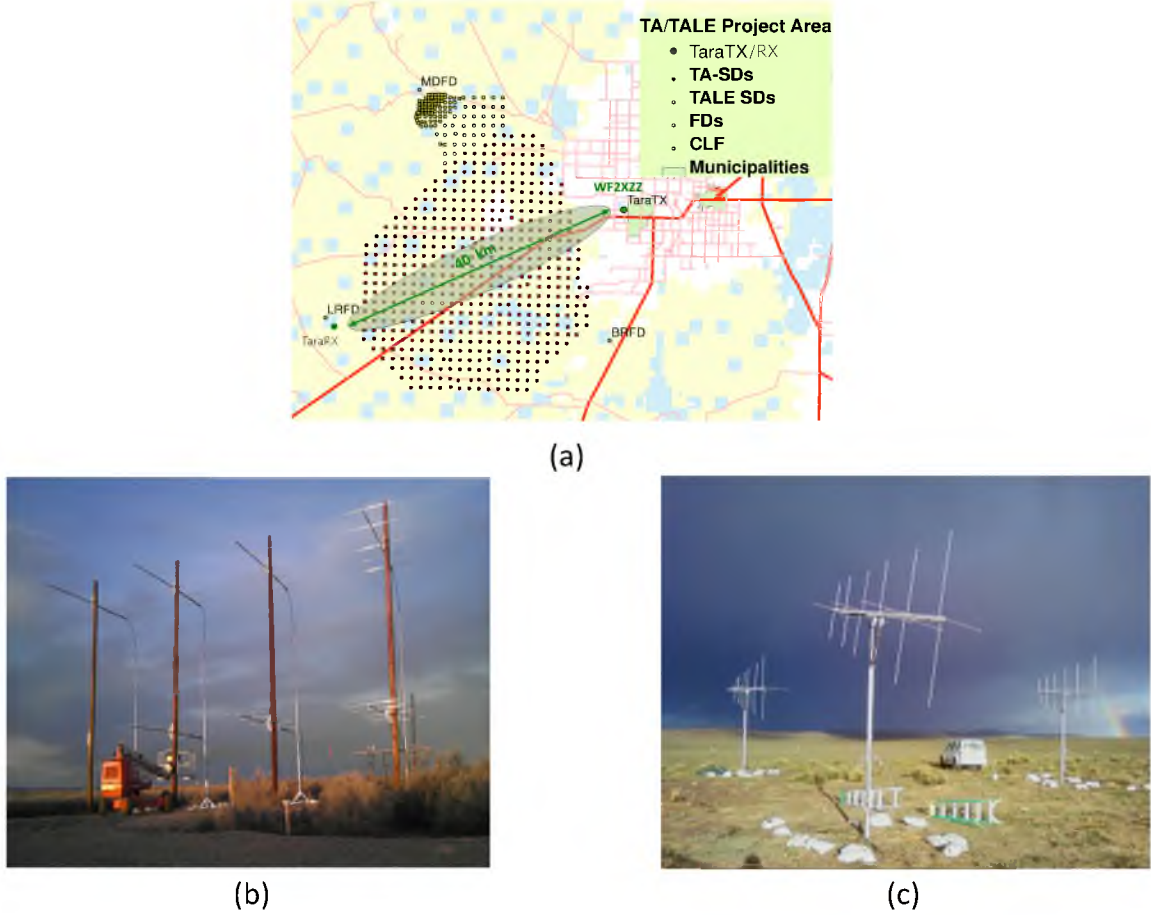 TA/TALE Project Area
TaraTX/RX
TA-SDs
TALE SDs
FDs
CLF
Municipalities
MDFD
WF2XZZ
TaraTX
40 km
LRFD
TaraRX
BRFD
(a)
(b)
(c)